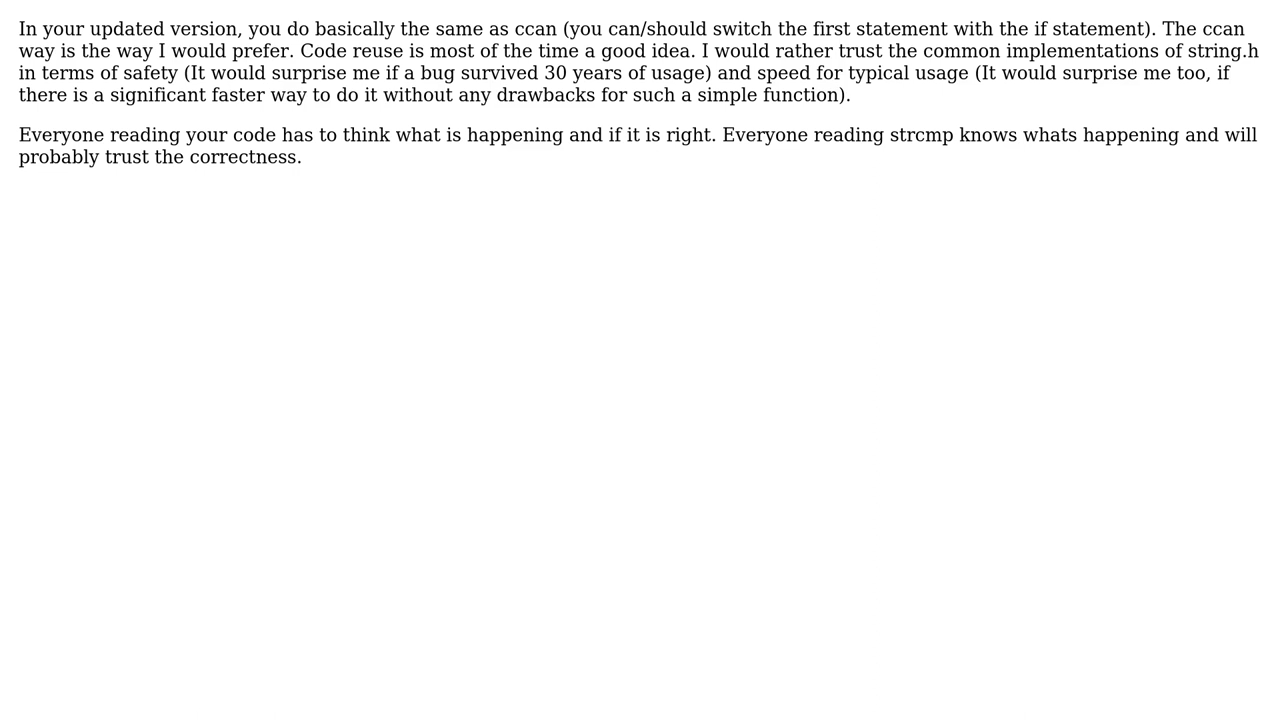 In your updated version, you do basically the same as ccan (you can/should switch the first statement with the if statement). The ccan
way is the way I would prefer. Code reuse is most of the time a good idea. I would rather trust the common implementations of string.h
in terms of safety (It would surprise me if a bug survived 30 years of usage) and speed for typical usage (It would surprise me too, if
there is a significant faster way to do it without any drawbacks for such a simple function).
Everyone reading your code has to think what is happening and if it is right. Everyone reading strcmp knows whats happening and will
probably trust the correctness.